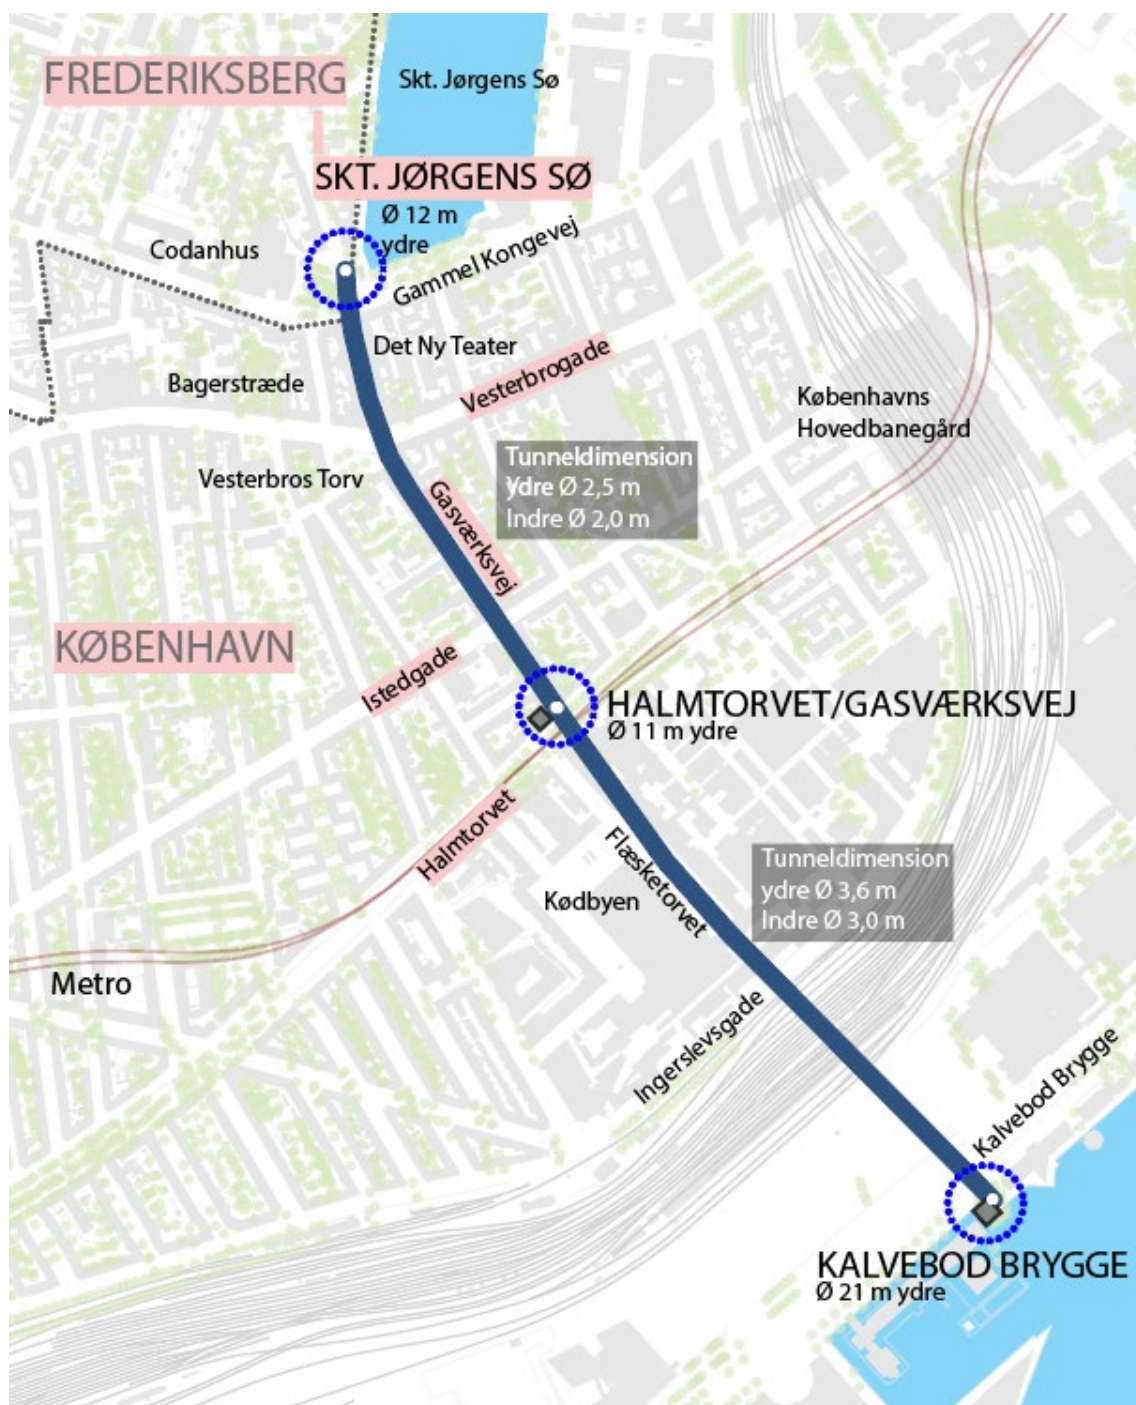 FREDERIKSBERG
Skt. Jørgens Sø
SKT. JØRGENS SØ
Ø 12 m
ydre
Codanhus
Gammel Kongevej
Det Ny Teater
Bagerstræde
Vesterbrogade
Københavns
Hovedbanegård
Tunneldimension
Ydre Ø 2,5 m
Indre Ø 2,0 m
Vesterbros Torv
Gasværksvej
KØBENHAVN
Istedgade
HALMTORVET/GASVÆRKSVEJ
Ø 11 m ydre
Halmtorvet
Flæsketorvet
Tunneldimension
ydre Ø 3,6 m
Indre Ø 3,0 m
Kødbyen
Metro
Ingerslevsgade
Kalvebod Brygge
KALVEBOD BRYGGE
Ø 21 m ydre